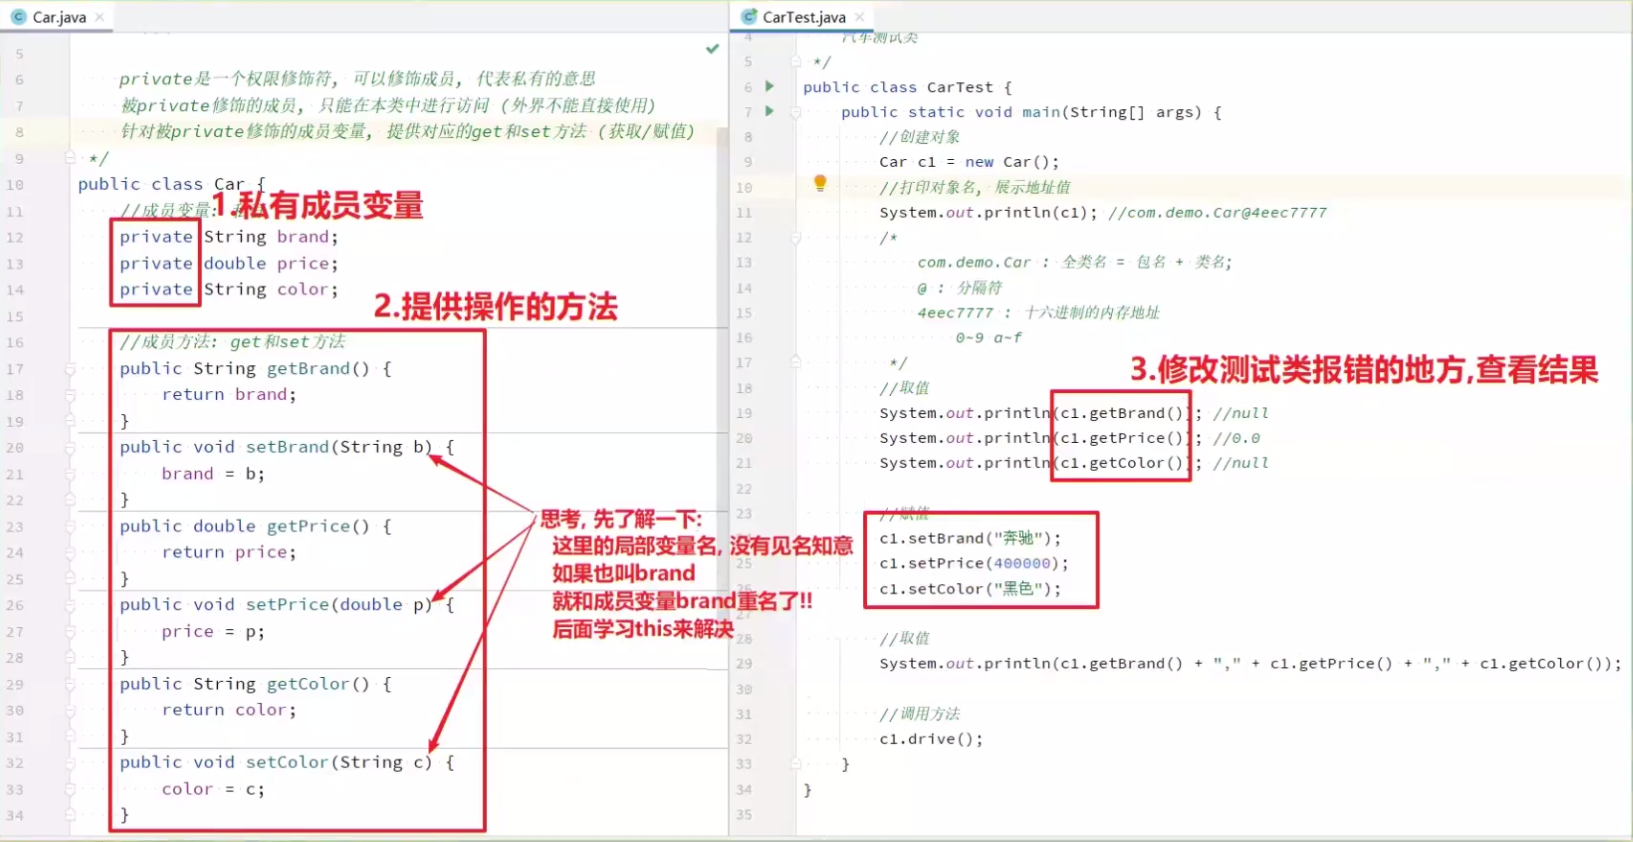 Car.java
5
6 private是一个权限修饰符, 可以修饰成员, 代表私有的意思
7 被private修饰的成员, 只能在本类中进行访问 (外界不能直接使用)
8 针对被private修饰的成员变量, 提供对应的get和set方法 (获取/赋值)
9 */
10 public class Car {
1.私有成员变量
11 //成员变量:
12 private String brand;
13 private double price;
14 private String color;
2.提供操作的方法
15
16 //成员方法: get和set方法
17 public String getBrand() {
18 return brand;
19 }
20 public void setBrand(String b) {
21 brand = b;
22 }
23 public double getPrice() {
24 return price;
25 }
26 public void setPrice(double p) {
27 price = p;
28 }
29 public String getColor() {
30 return color;
31 }
32 public void setColor(String c) {
33 color = c;
34 }
思考, 先了解一下:
这里的局部变量名, 没有见名知意
如果也叫brand
就和成员变量brand重名了!!
后面学习this来解决
CarTest.java
4 汽车测试类
5 */
6 public class CarTest {
7 public static void main(String[] args) {
8 //创建对象
9 Car c1 = new Car();
10 //打印对象名, 展示地址值
11 System.out.println(c1); //com.demo.Car@4eec7777
12 /*
13 com.demo.Car : 全类名 = 包名 + 类名;
14 @ : 分隔符
15 4eec7777 : 十六进制的内存地址
16 0~9 a~f
17 */
3.修改测试类报错的地方,查看结果
18 //取值
19 System.out.println(c1.getBrand()); //null
20 System.out.println(c1.getPrice()); //0.0
21 System.out.println(c1.getColor()); //null
22
23 //赋值
c1.setBrand("奔驰");
25 c1.setPrice(400000);
26 c1.setColor("黑色");
27
28 //取值
29 System.out.println(c1.getBrand() + "," + c1.getPrice() + "," + c1.getColor());
30
31 //调用方法
32 c1.drive();
33 }
34 }
35